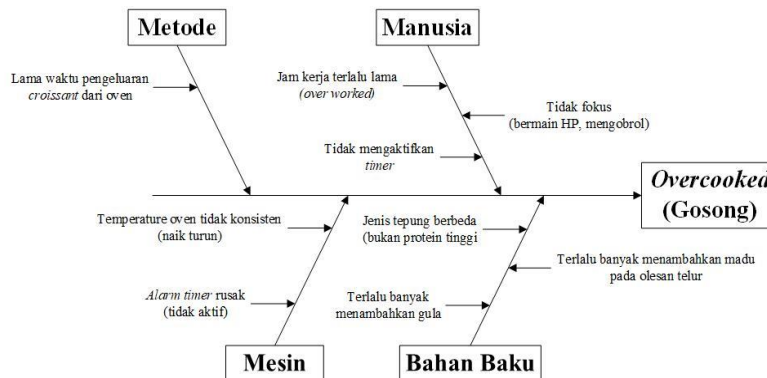 Metode
Manusia
Lama waktu pengeluaran
croissant dari oven
Jam kerja terlalu lama
(over worked)
Tidak fokus
(bermain HP, mengobrol)
Tidak mengaktifkan
timer
Overcooked
(Gosong)
Temperature oven tidak konsisten
(naik turun)
Jenis tepung berbeda
(bukan protein tinggi
Terlalu banyak menambahkan madu
pada olesan telur
Alarm timer rusak
(tidak aktif)
Terlalu banyak
menambahkan gula
Mesin
Bahan Baku